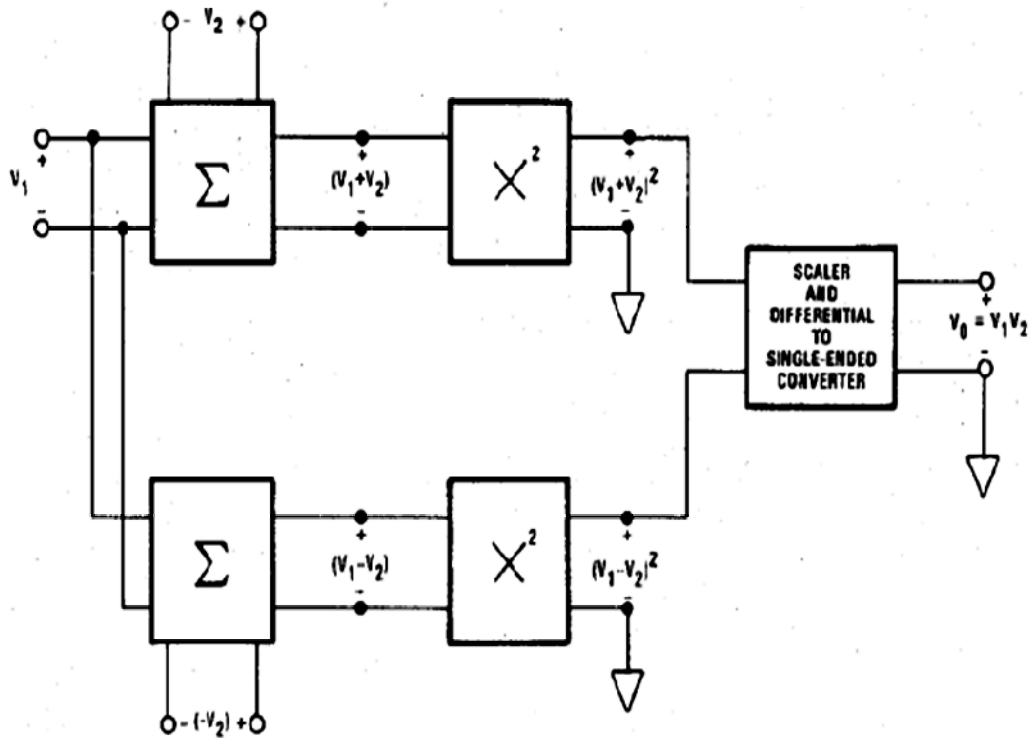 - V2 +
+
V1
-
Σ
+
(V1+V2)
-
X²
+
(V1+V2)²
-
SCALER
AND
DIFFERENTIAL
TO
SINGLE-ENDED
CONVERTER
+
V0 = V1V2
-
Σ
+
(V1-V2)
-
X²
+
(V1-V2)²
-
- (-V2) +